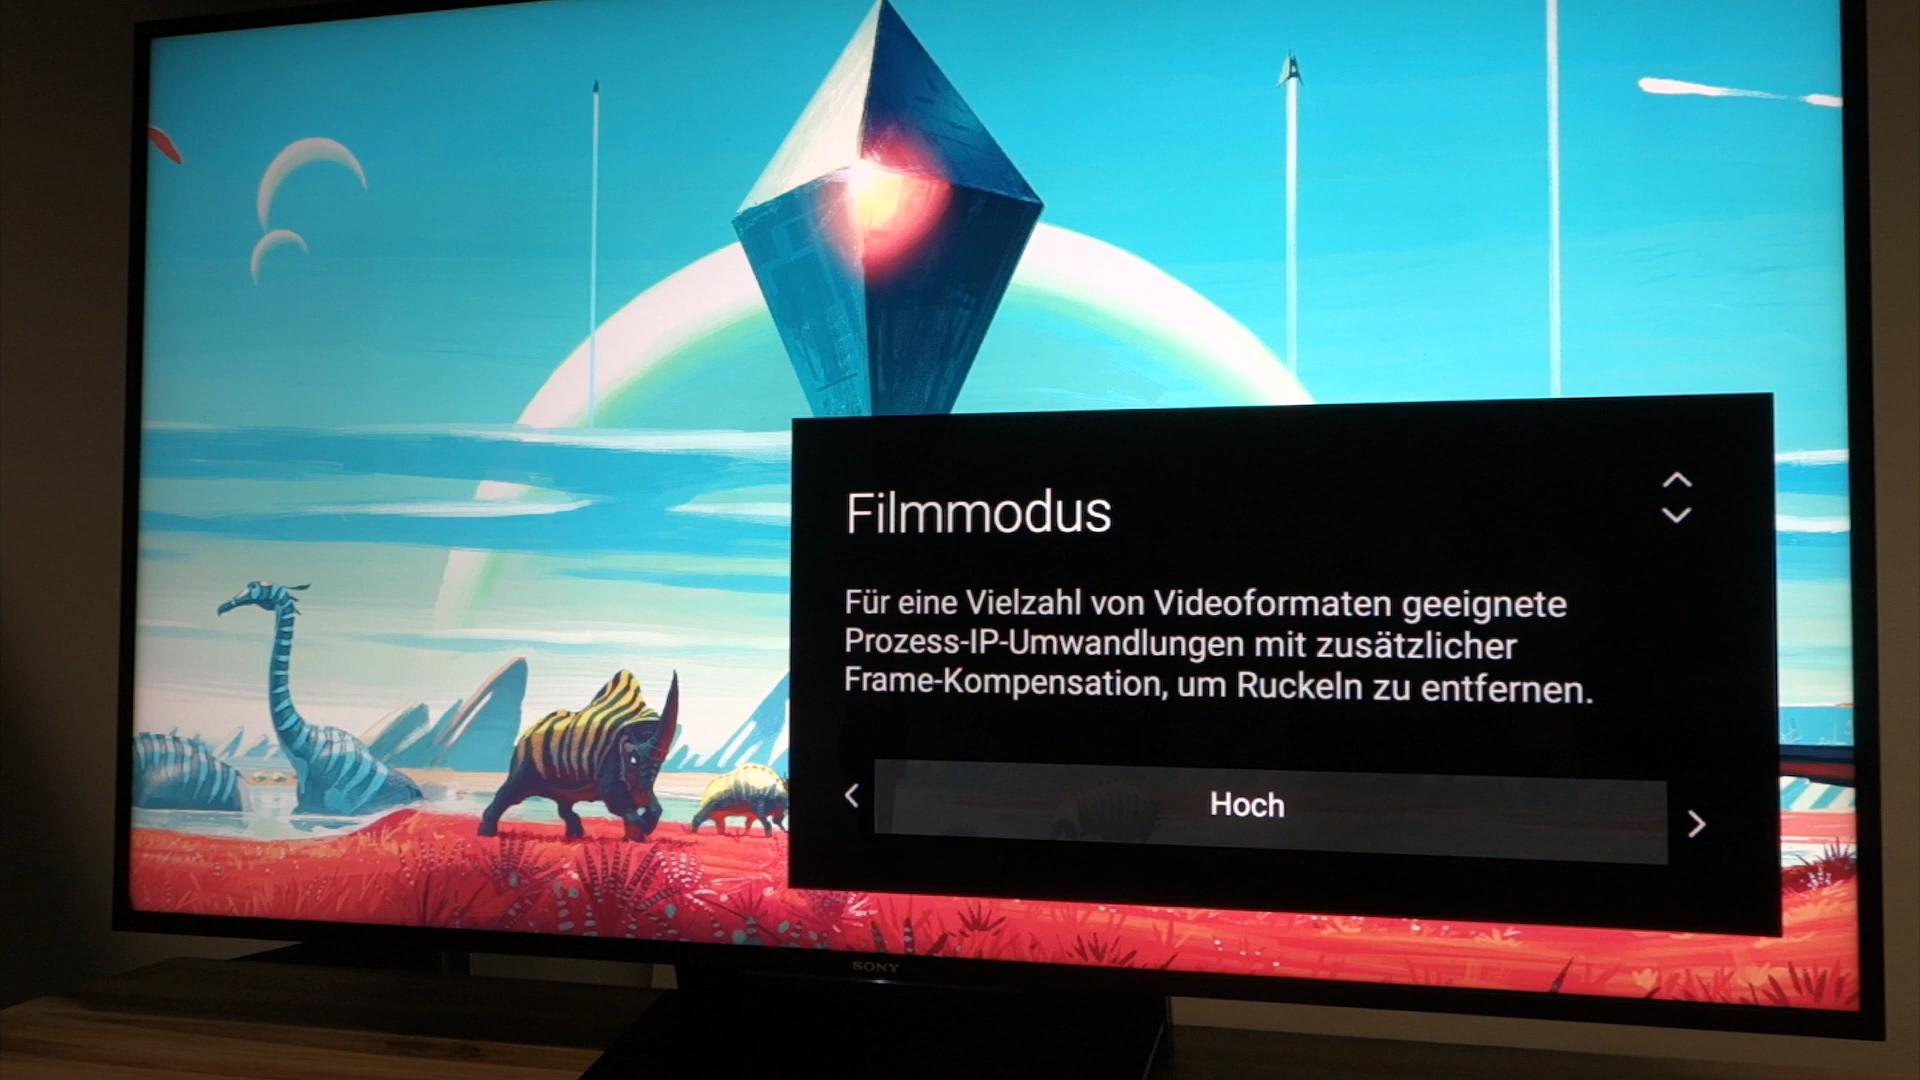 Filmmodus
Für eine Vielzahl von Videoformaten geeignete
Prozess-IP-Umwandlungen mit zusätzlicher
Frame-Kompensation, um Ruckeln zu entfernen.
Hoch
SONY